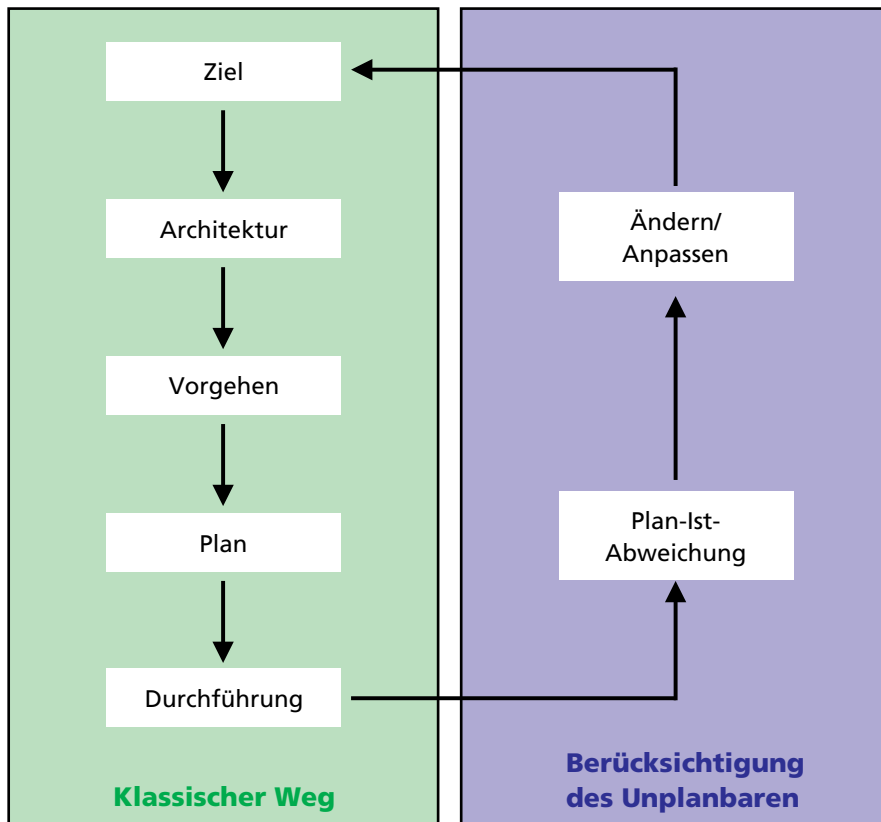 Ziel
Architektur
Vorgehen
Plan
Durchführung
Klassischer Weg
Ändern/
Anpassen
Plan-Ist-
Abweichung
Berücksichtigung
des Unplanbaren